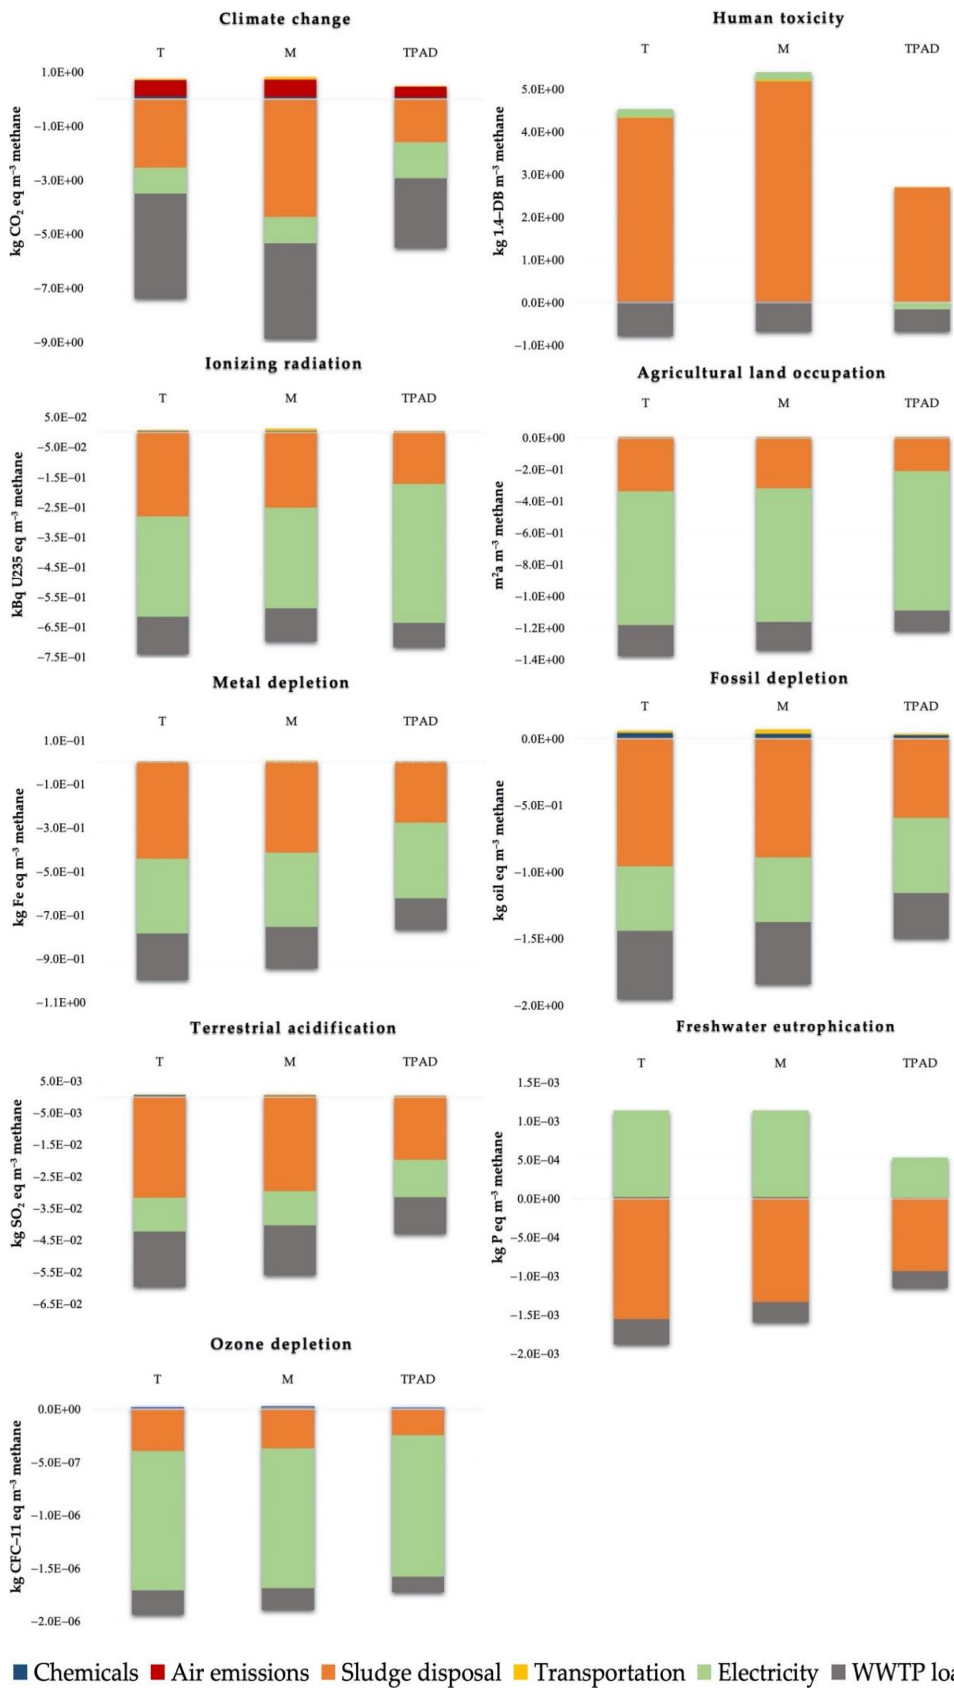 Climate change
T M TPAD
kg CO₂ eq m⁻³ methane
1.0E+00
−1.0E+00
−3.0E+00
−5.0E+00
−7.0E+00
−9.0E+00
Human toxicity
T M TPAD
kg 1.4–DB m⁻³ methane
5.0E+00
4.0E+00
3.0E+00
2.0E+00
1.0E+00
0.0E+00
−1.0E+00
Ionizing radiation
T M TPAD
kBq U235 eq m⁻³ methane
5.0E−02
−5.0E−02
−1.5E−01
−2.5E−01
−3.5E−01
−4.5E−01
−5.5E−01
−6.5E−01
−7.5E−01
Agricultural land occupation
T M TPAD
m²a m⁻³ methane
0.0E+00
−2.0E−01
−4.0E−01
−6.0E−01
−8.0E−01
−1.0E+00
−1.2E+00
−1.4E+00
Metal depletion
T M TPAD
kg Fe eq m⁻³ methane
1.0E−01
−1.0E−01
−3.0E−01
−5.0E−01
−7.0E−01
−9.0E−01
−1.1E+00
Fossil depletion
T M TPAD
kg oil eq m⁻³ methane
0.0E+00
−5.0E−01
−1.0E+00
−1.5E+00
−2.0E+00
Terrestrial acidification
T M TPAD
kg SO₂ eq m⁻³ methane
5.0E−03
−5.0E−03
−1.5E−02
−2.5E−02
−3.5E−02
−4.5E−02
−5.5E−02
−6.5E−02
Freshwater eutrophication
T M TPAD
kg P eq m⁻³ methane
1.5E−03
1.0E−03
5.0E−04
0.0E+00
−5.0E−04
−1.0E−03
−1.5E−03
−2.0E−03
Ozone depletion
T M TPAD
kg CFC–11 eq m⁻³ methane
0.0E+00
−5.0E−07
−1.0E−06
−1.5E−06
−2.0E−06
Chemicals Air emissions Sludge disposal Transportation Electricity WWTP loa